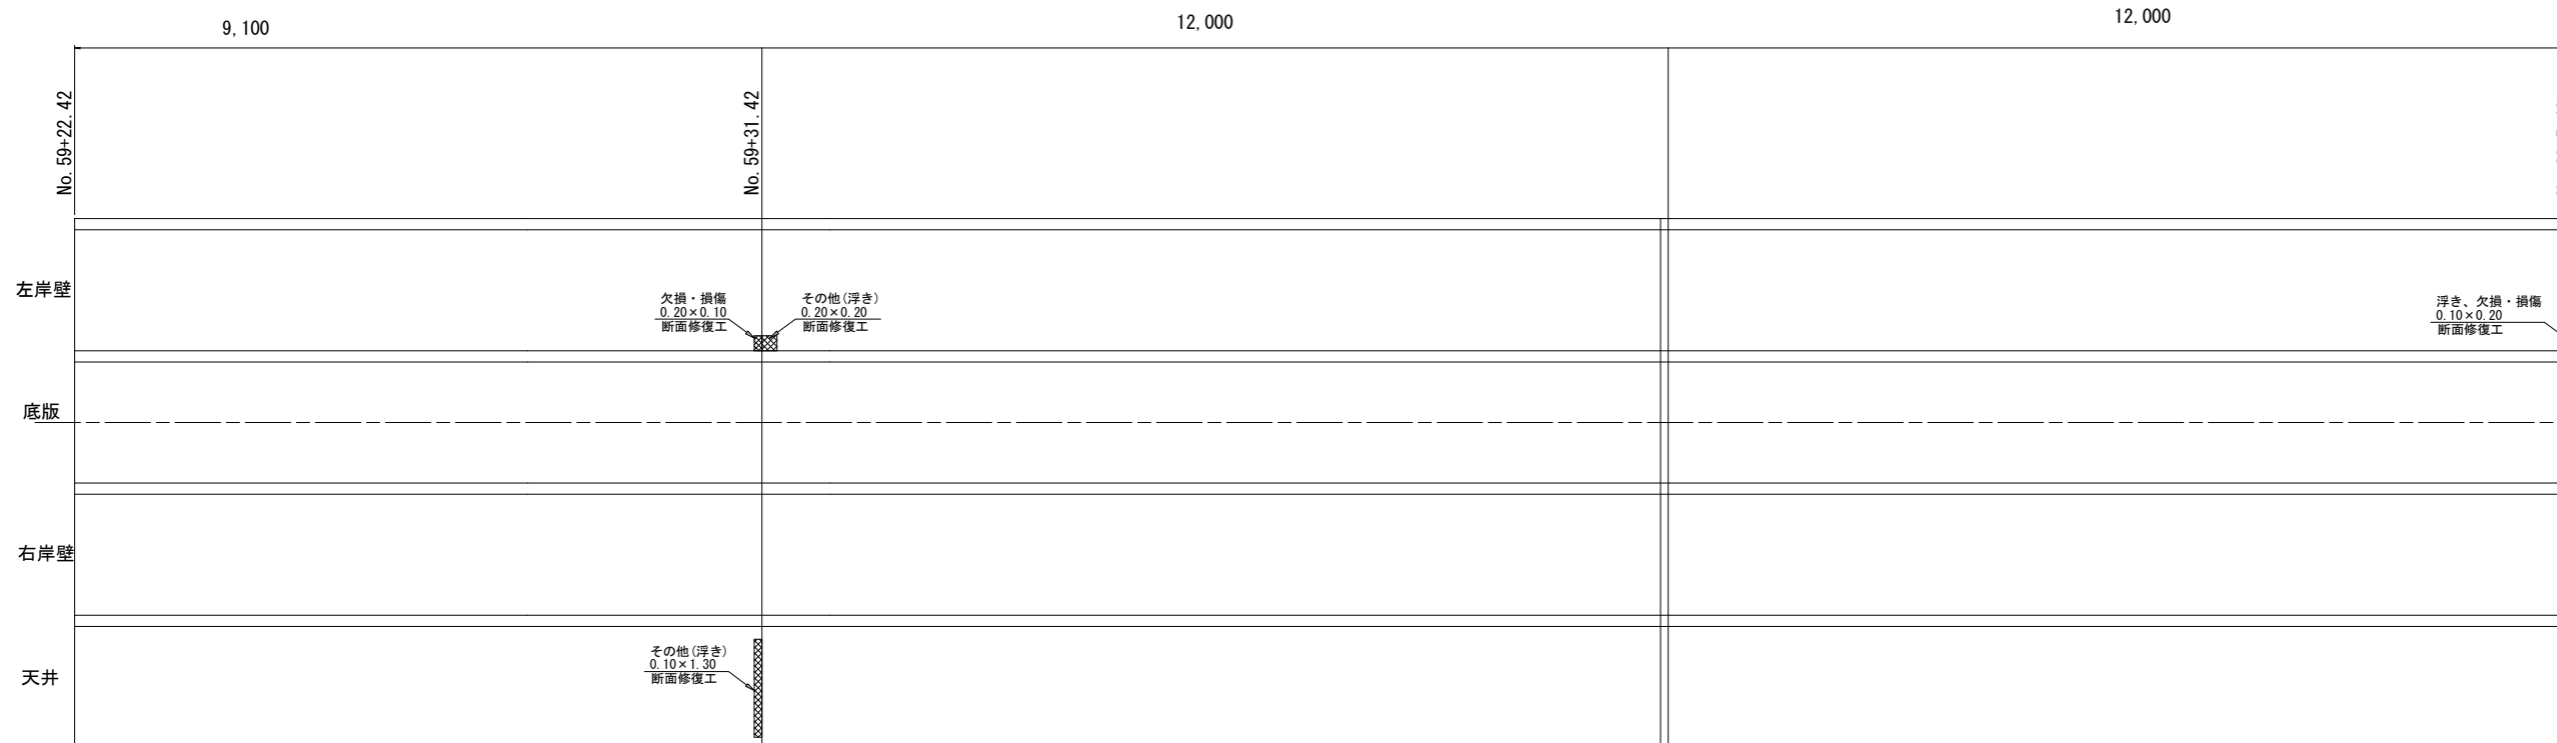 9,100
12,000
12,000
No.59+22.42
No.59+31.42
左岸壁
欠損・損傷
0.20×0.10
断面修復工
その他(浮き)
0.20×0.20
断面修復工
浮き、欠損・損傷
0.10×0.20
断面修復工
底版
右岸壁
天井
その他(浮き)
0.10×1.30
断面修復工